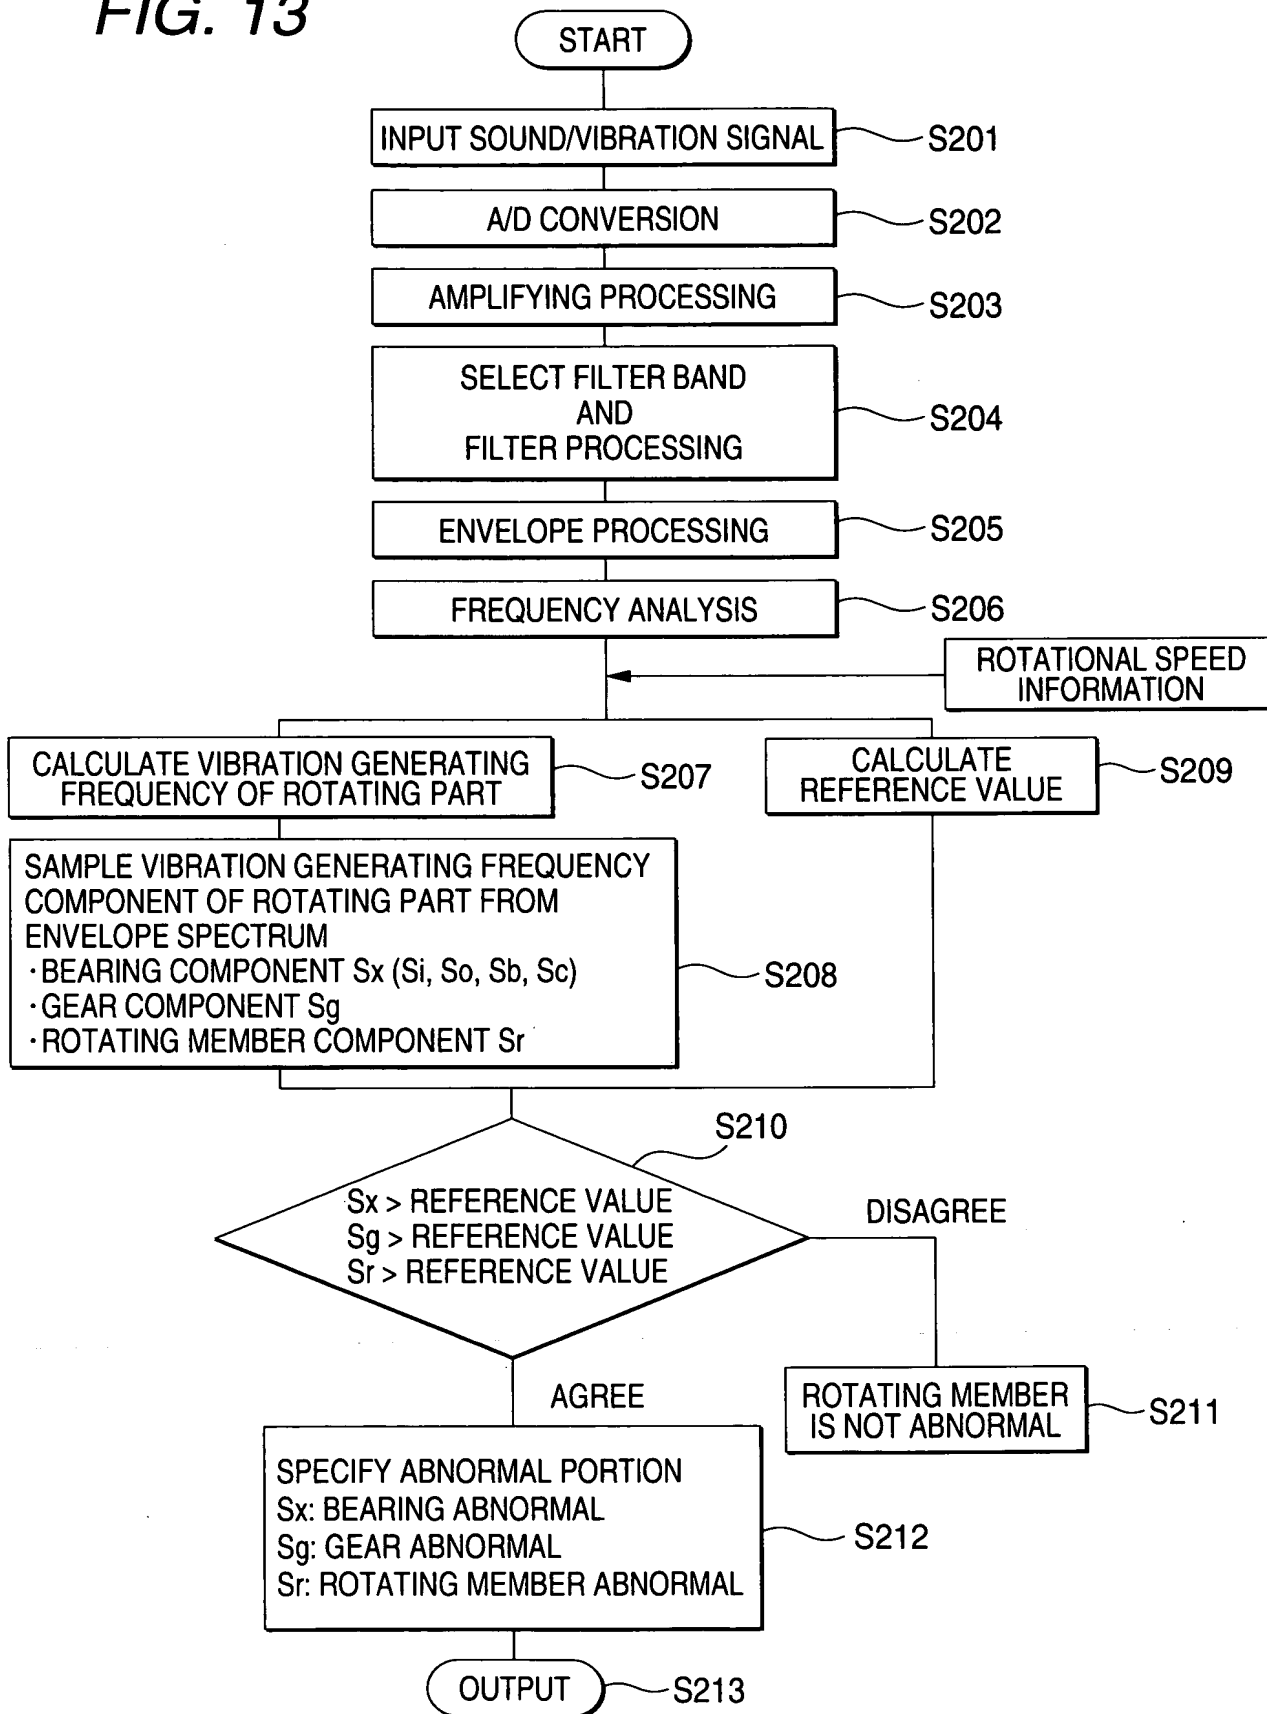 FIG. 13
START
INPUT SOUND/VIBRATION SIGNAL
S201
A/D CONVERSION
S202
AMPLIFYING PROCESSING
S203
SELECT FILTER BAND
AND
FILTER PROCESSING
S204
ENVELOPE PROCESSING
S205
FREQUENCY ANALYSIS
S206
ROTATIONAL SPEED
INFORMATION
CALCULATE VIBRATION GENERATING
FREQUENCY OF ROTATING PART
S207
CALCULATE
REFERENCE VALUE
S209
SAMPLE VIBRATION GENERATING FREQUENCY
COMPONENT OF ROTATING PART FROM
ENVELOPE SPECTRUM
・BEARING COMPONENT Sx (Si, So, Sb, Sc)
・GEAR COMPONENT Sg
・ROTATING MEMBER COMPONENT Sr
S208
S210
Sx > REFERENCE VALUE
Sg > REFERENCE VALUE
Sr > REFERENCE VALUE
DISAGREE
AGREE
ROTATING MEMBER
IS NOT ABNORMAL
S211
SPECIFY ABNORMAL PORTION
Sx: BEARING ABNORMAL
Sg: GEAR ABNORMAL
Sr: ROTATING MEMBER ABNORMAL
S212
OUTPUT
S213